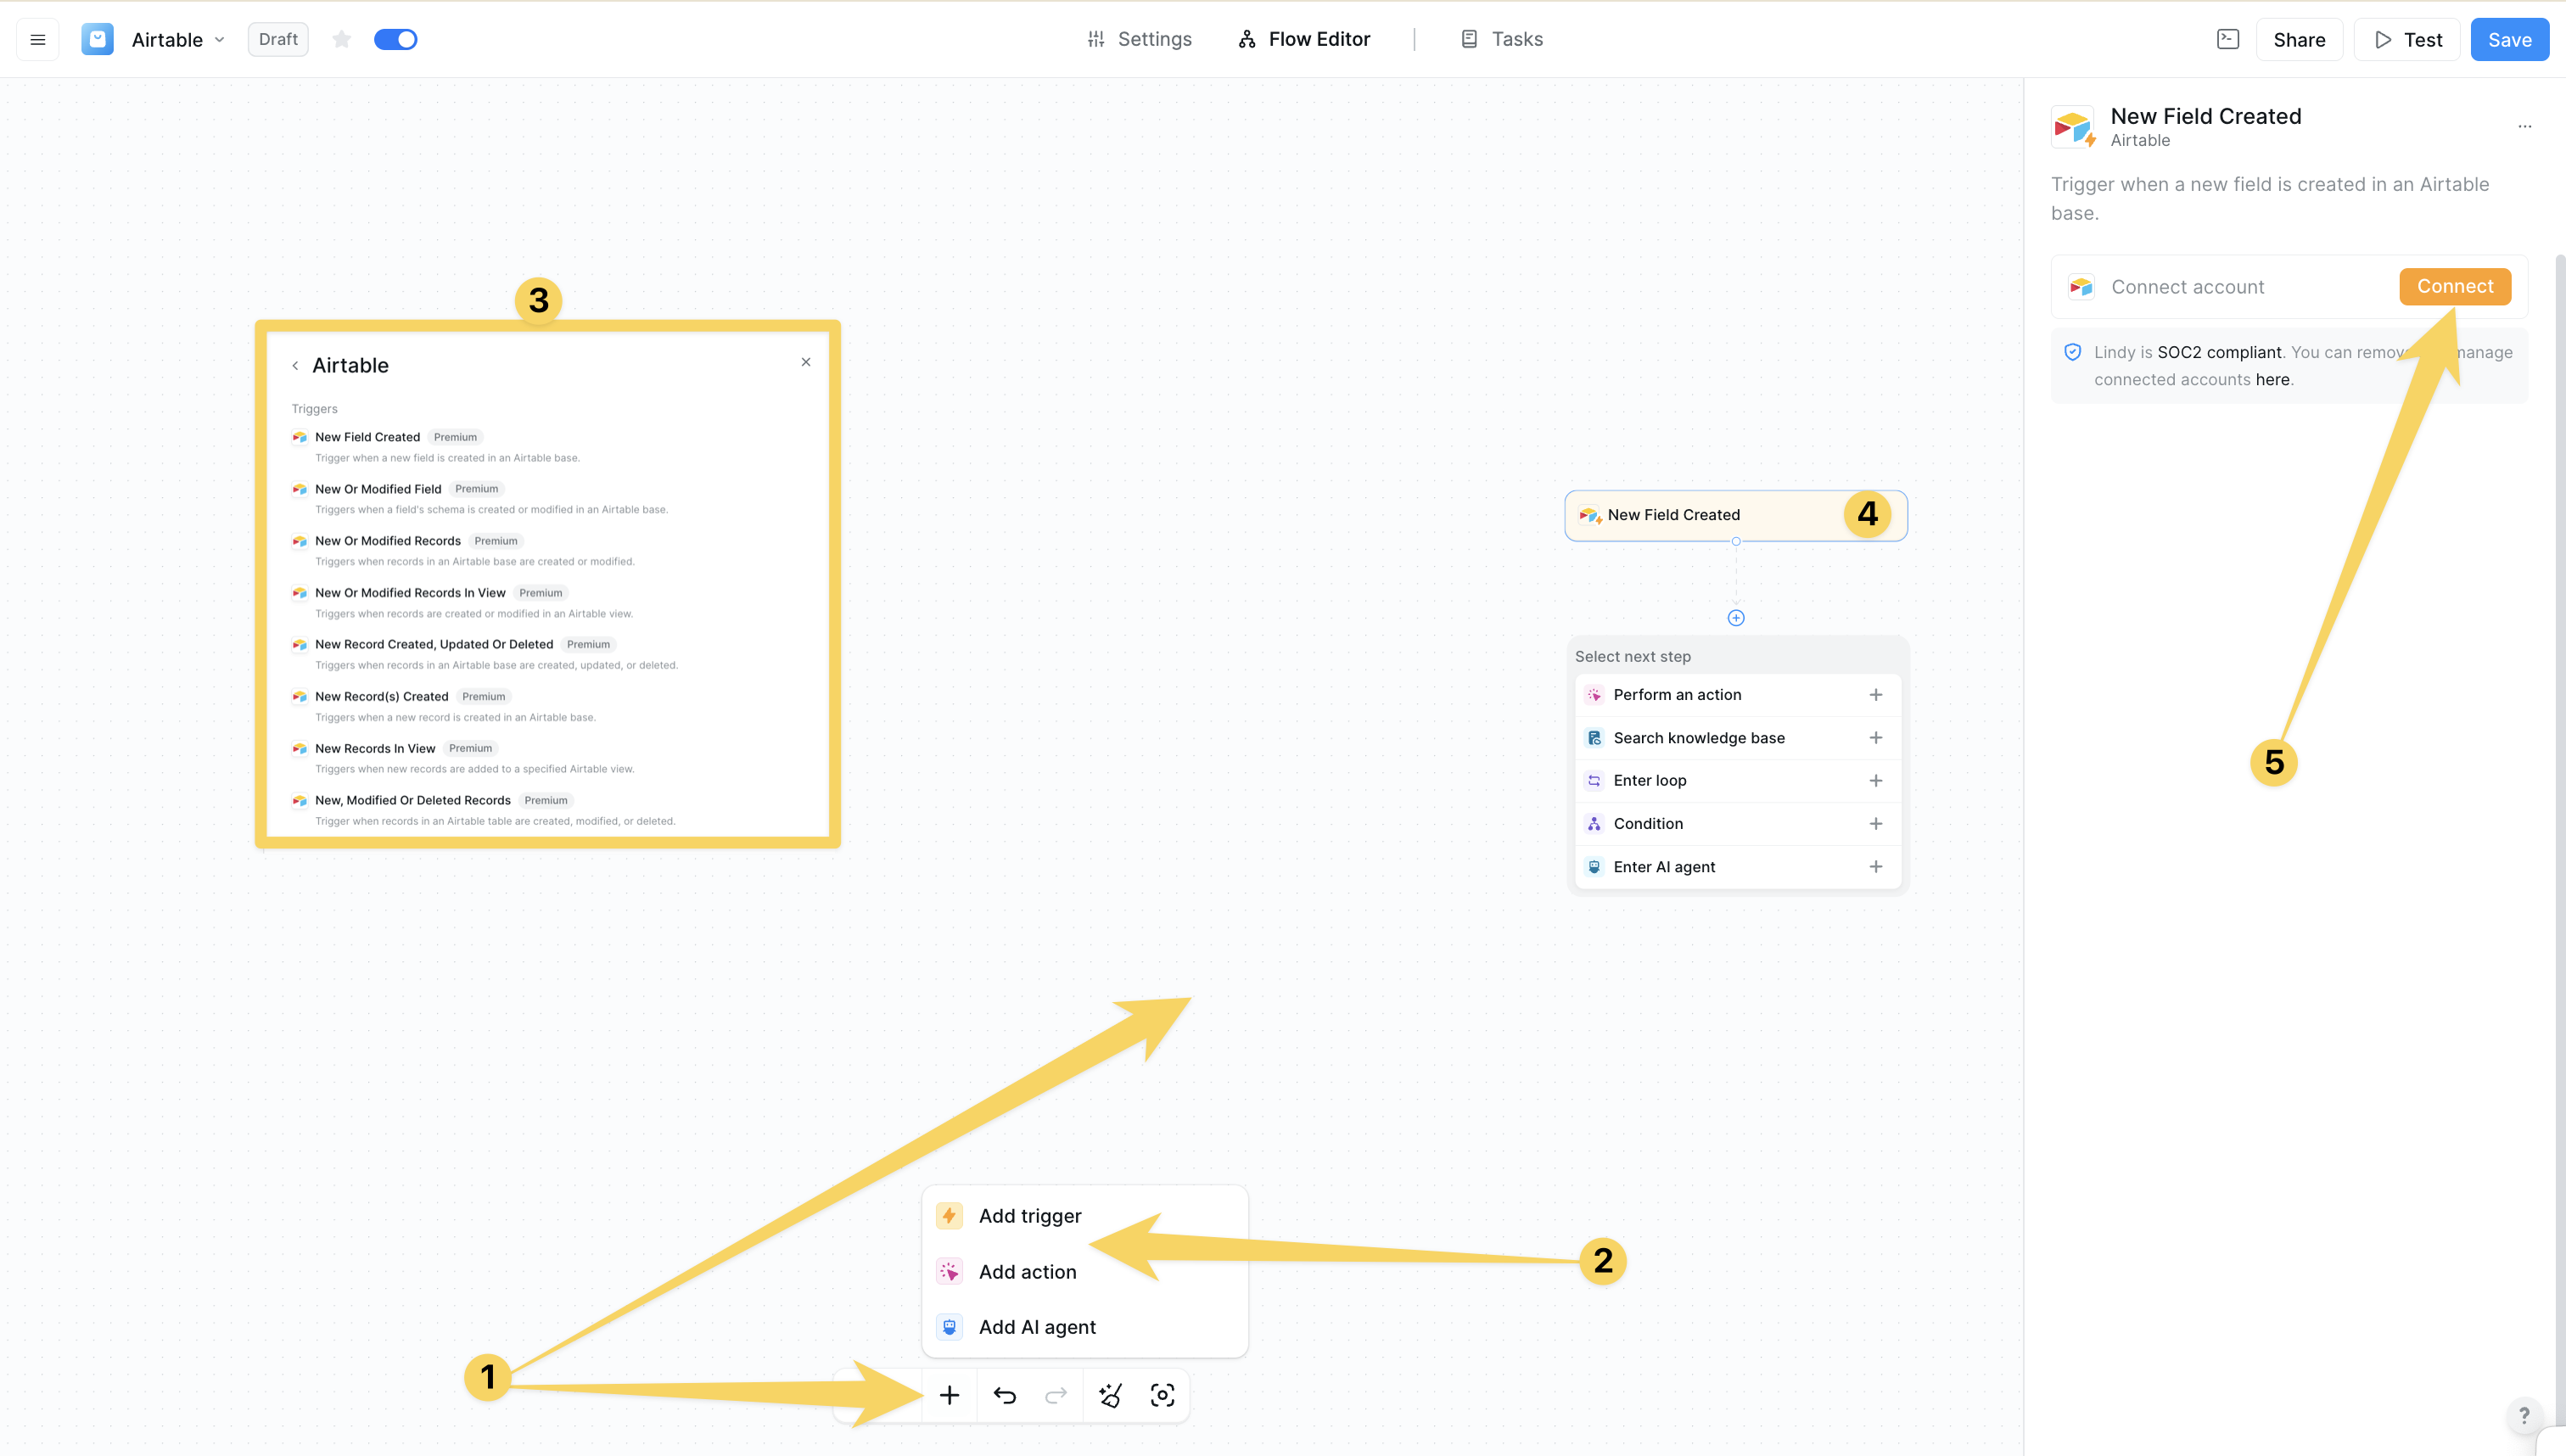 Airtable
Draft
Settings
Flow Editor
Tasks
Share
Test
Save
New Field Created
Airtable
Trigger when a new field is created in an Airtable
base.
Connect account
Connect
Lindy is SOC2 compliant. You can remov manage
connected accounts here.
3
Airtable
Triggers
New Field Created Premium
Trigger when a new field is created in an Airtable base.
New Or Modified Field Premium
Triggers when a field's schema is created or modified in an Airtable base.
New Or Modified Records Premium
Triggers when records in an Airtable base are created or modified.
New Or Modified Records In View Premium
Triggers when records are created or modified in an Airtable view.
New Record Created, Updated Or Deleted Premium
Triggers when records in an Airtable base are created, updated, or deleted.
New Record(s) Created Premium
Triggers when a new record is created in an Airtable base.
New Records In View Premium
Triggers when new records are added to a specified Airtable view.
New, Modified Or Deleted Records Premium
Trigger when records in an Airtable table are created, modified, or deleted.
New Field Created
4
Select next step
Perform an action
Search knowledge base
Enter loop
Condition
Enter AI agent
5
Add trigger
Add action
Add AI agent
2
1
?